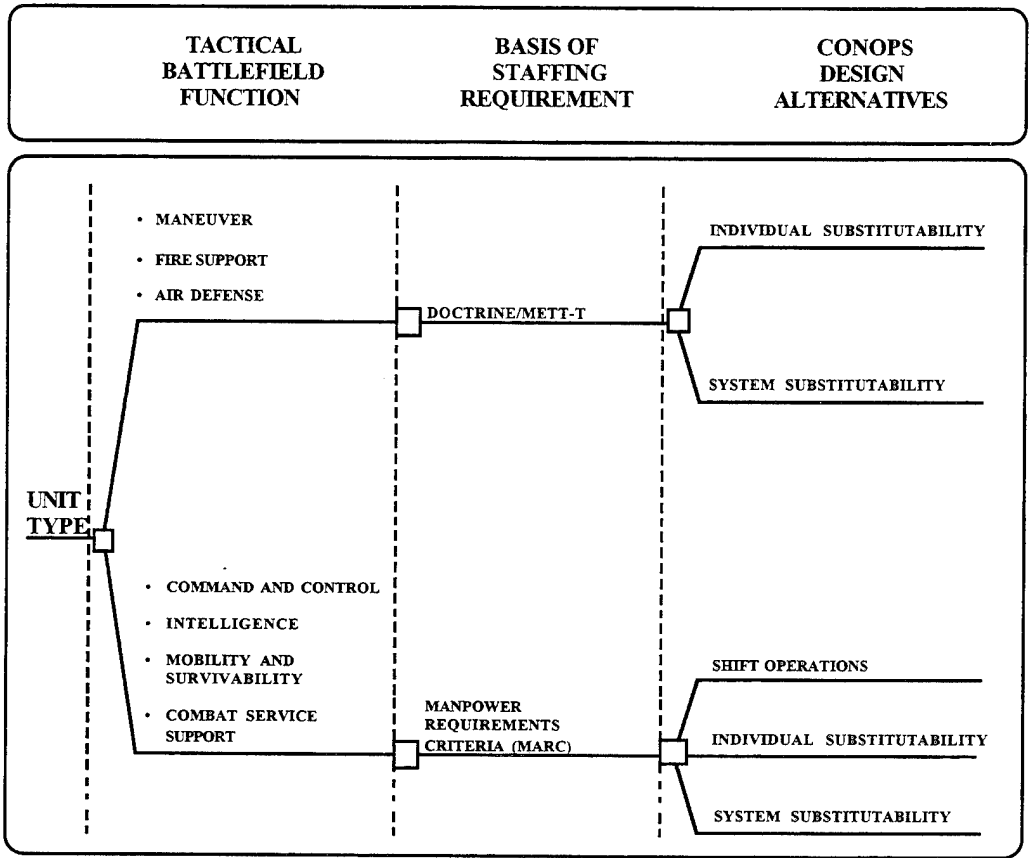 TACTICAL
BATTLEFIELD
FUNCTION
BASIS OF
STAFFING
REQUIREMENT
CONOPS
DESIGN
ALTERNATIVES
• MANEUVER
• FIRE SUPPORT
• AIR DEFENSE
DOCTRINE/METT-T
INDIVIDUAL SUBSTITUTABILITY
SYSTEM SUBSTITUTABILITY
UNIT
TYPE
• COMMAND AND CONTROL
• INTELLIGENCE
• MOBILITY AND
SURVIVABILITY
• COMBAT SERVICE
SUPPORT
MANPOWER
REQUIREMENTS
CRITERIA (MARC)
SHIFT OPERATIONS
INDIVIDUAL SUBSTITUTABILITY
SYSTEM SUBSTITUTABILITY